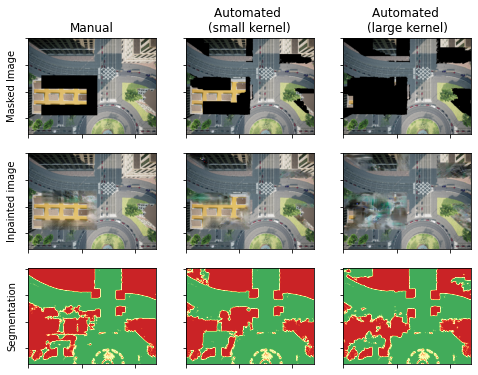 Manual
Automated
(small kernel)
Automated
(large kernel)
Masked Image
Inpainted image
Segmentation